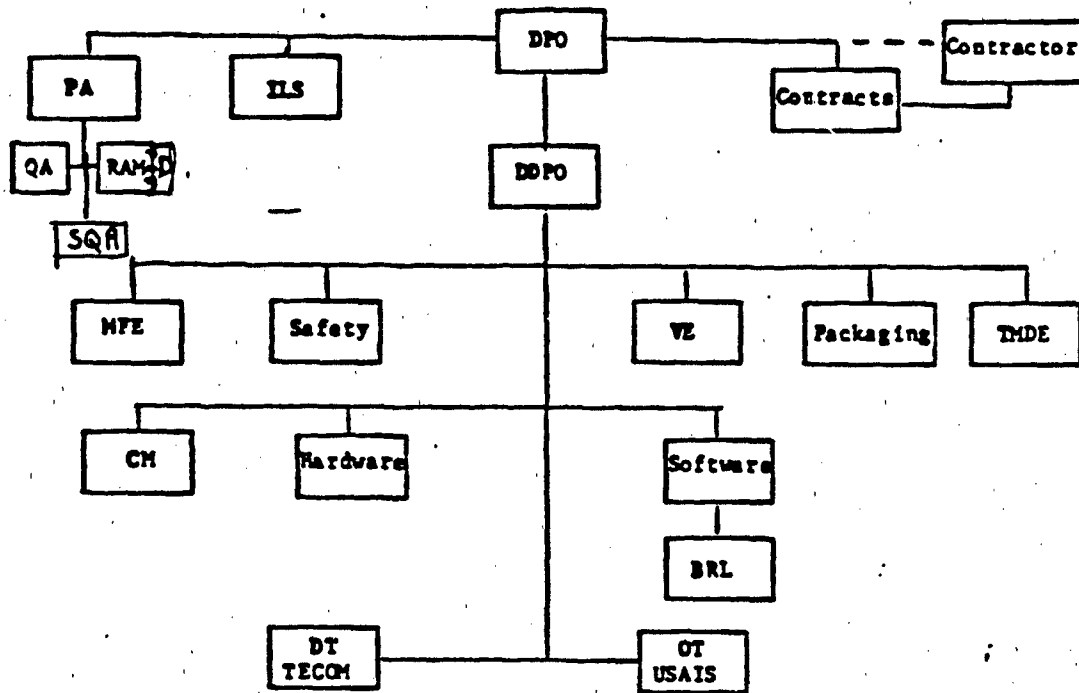 DPO
Contractor
PA
ILS
Contracts
QA
RAM-D
DDPO
SQA
MFE
Safety
VE
Packaging
TMDE
CM
Hardware
Software
BRL
DT
TECOM
OT
USAIS